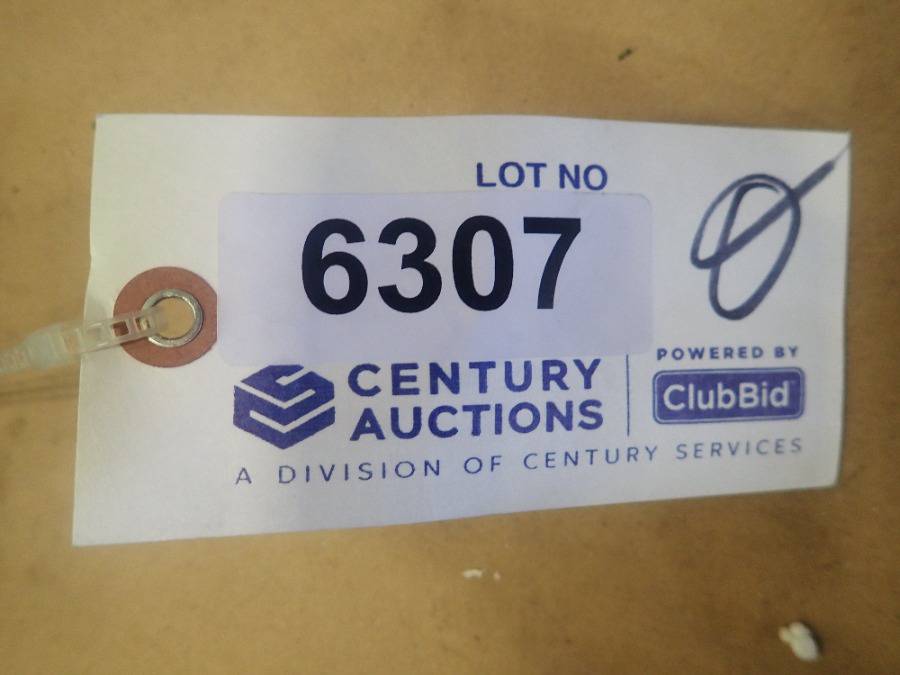 LOT NO
6307
CENTURY
AUCTIONS
POWERED BY
ClubBid
A DIVISION OF CENTURY SERVICES